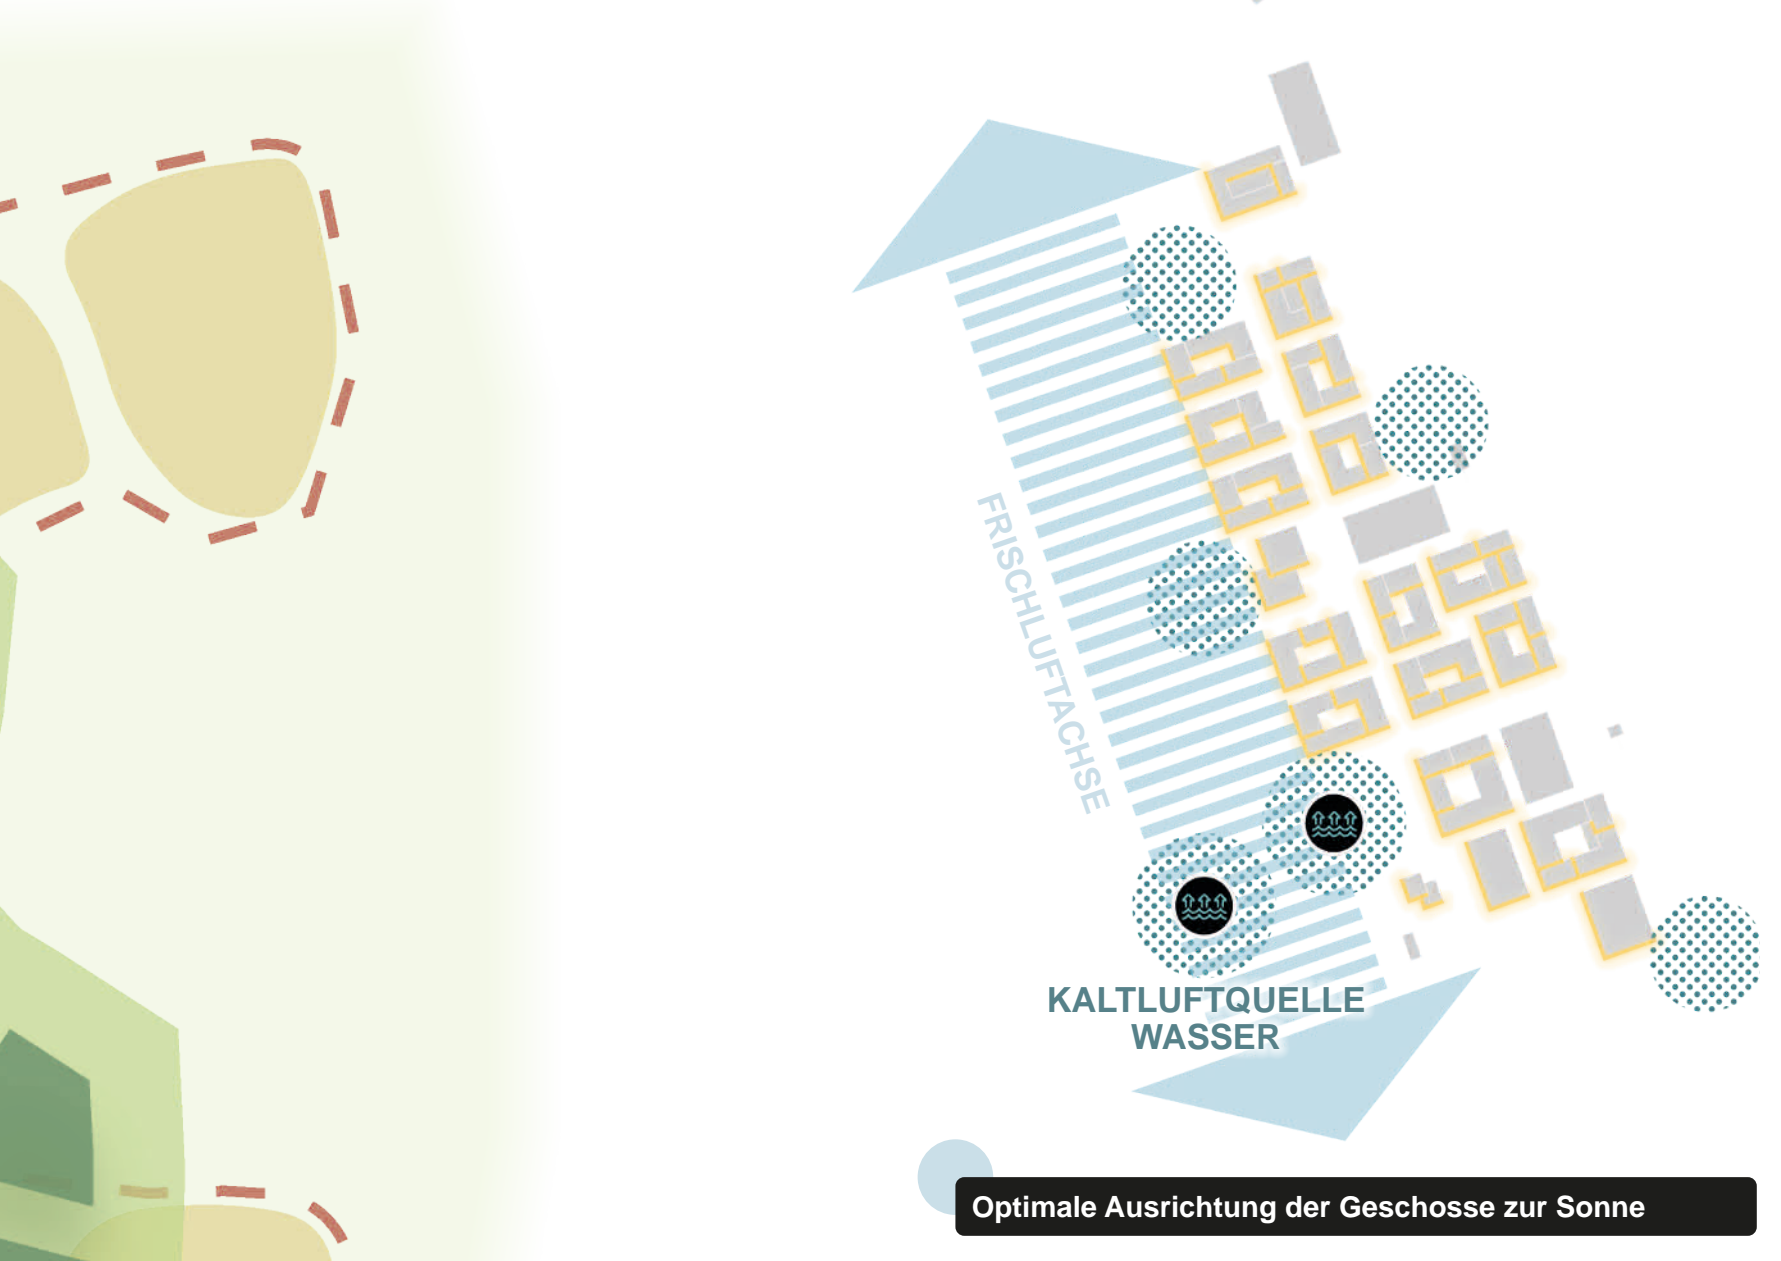 FRISCHLUFTACHSE
KALTLUFTQUELLE
WASSER
Optimale Ausrichtung der Geschosse zur Sonne